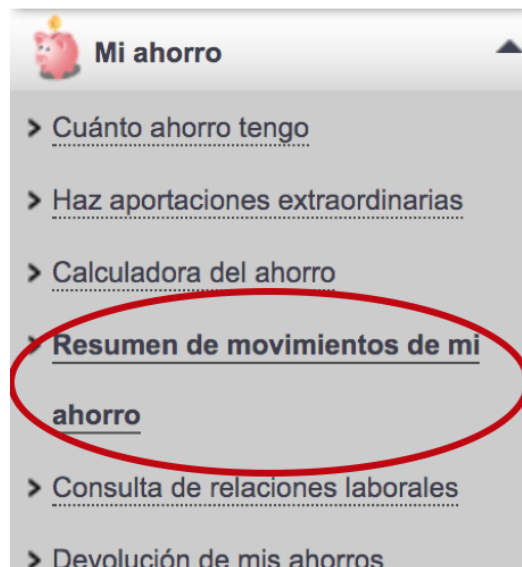 Mi ahorro
Cuánto ahorro tengo
Haz aportaciones extraordinarias
Calculadora del ahorro
Resumen de movimientos de mi
ahorro
Consulta de relaciones laborales
Devolución de mis ahorros